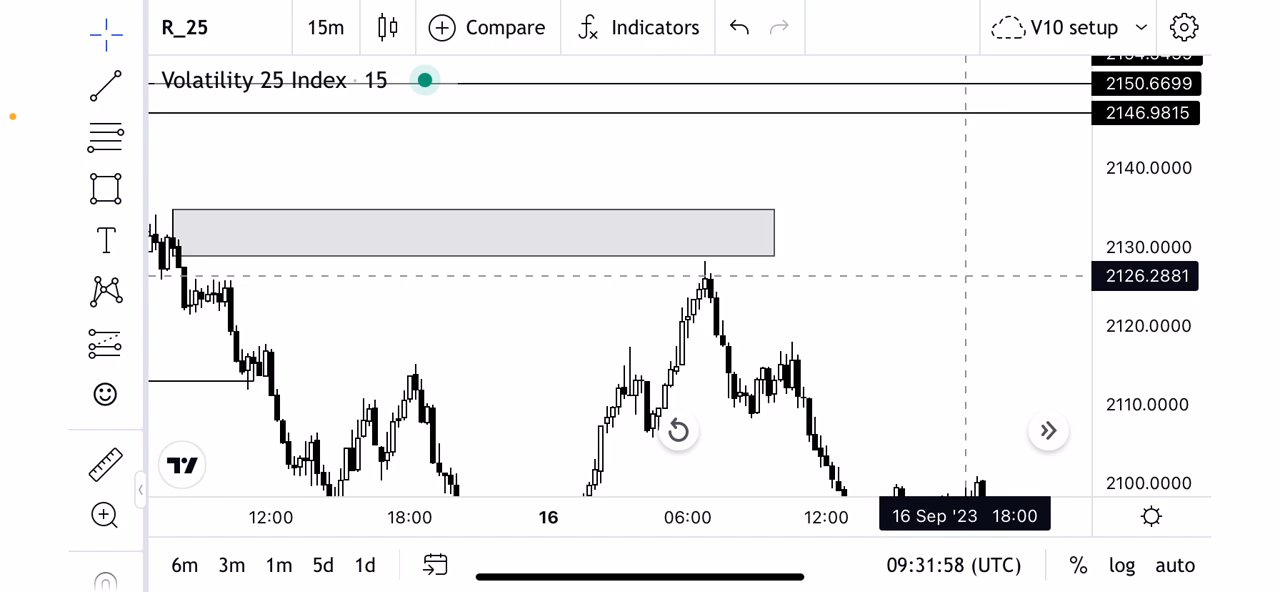 R_25 15m Compare Indicators V10 setup
Volatility 25 Index · 15
2150.6699
2146.9815
2140.0000
2130.0000
2126.2881
2120.0000
2110.0000
2100.0000
12:00 18:00 16 06:00 12:00 16 Sep '23 18:00
6m 3m 1m 5d 1d 09:31:58 (UTC) % log auto